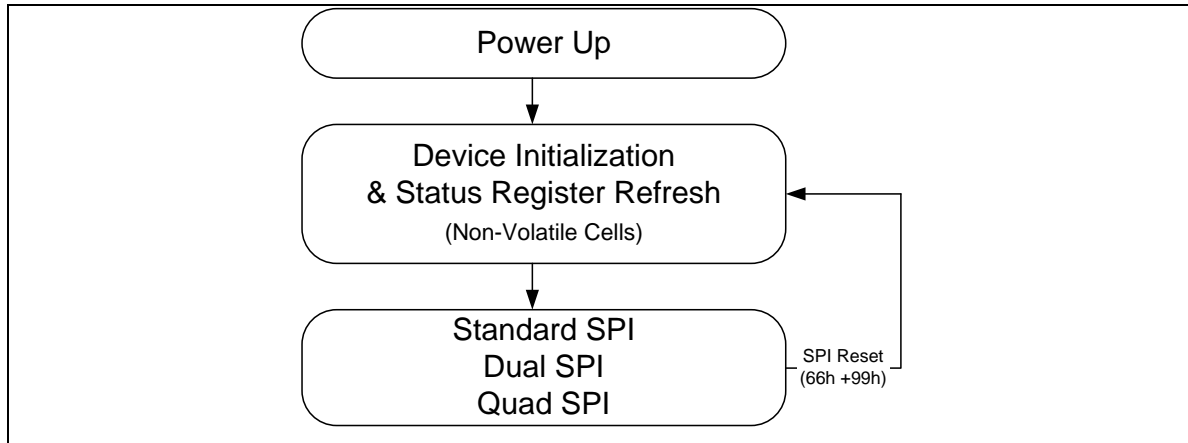 Power Up
Device Initialization
& Status Register Refresh
(Non-Volatile Cells)
Standard SPI
Dual SPI
Quad SPI
SPI Reset
(66h +99h)